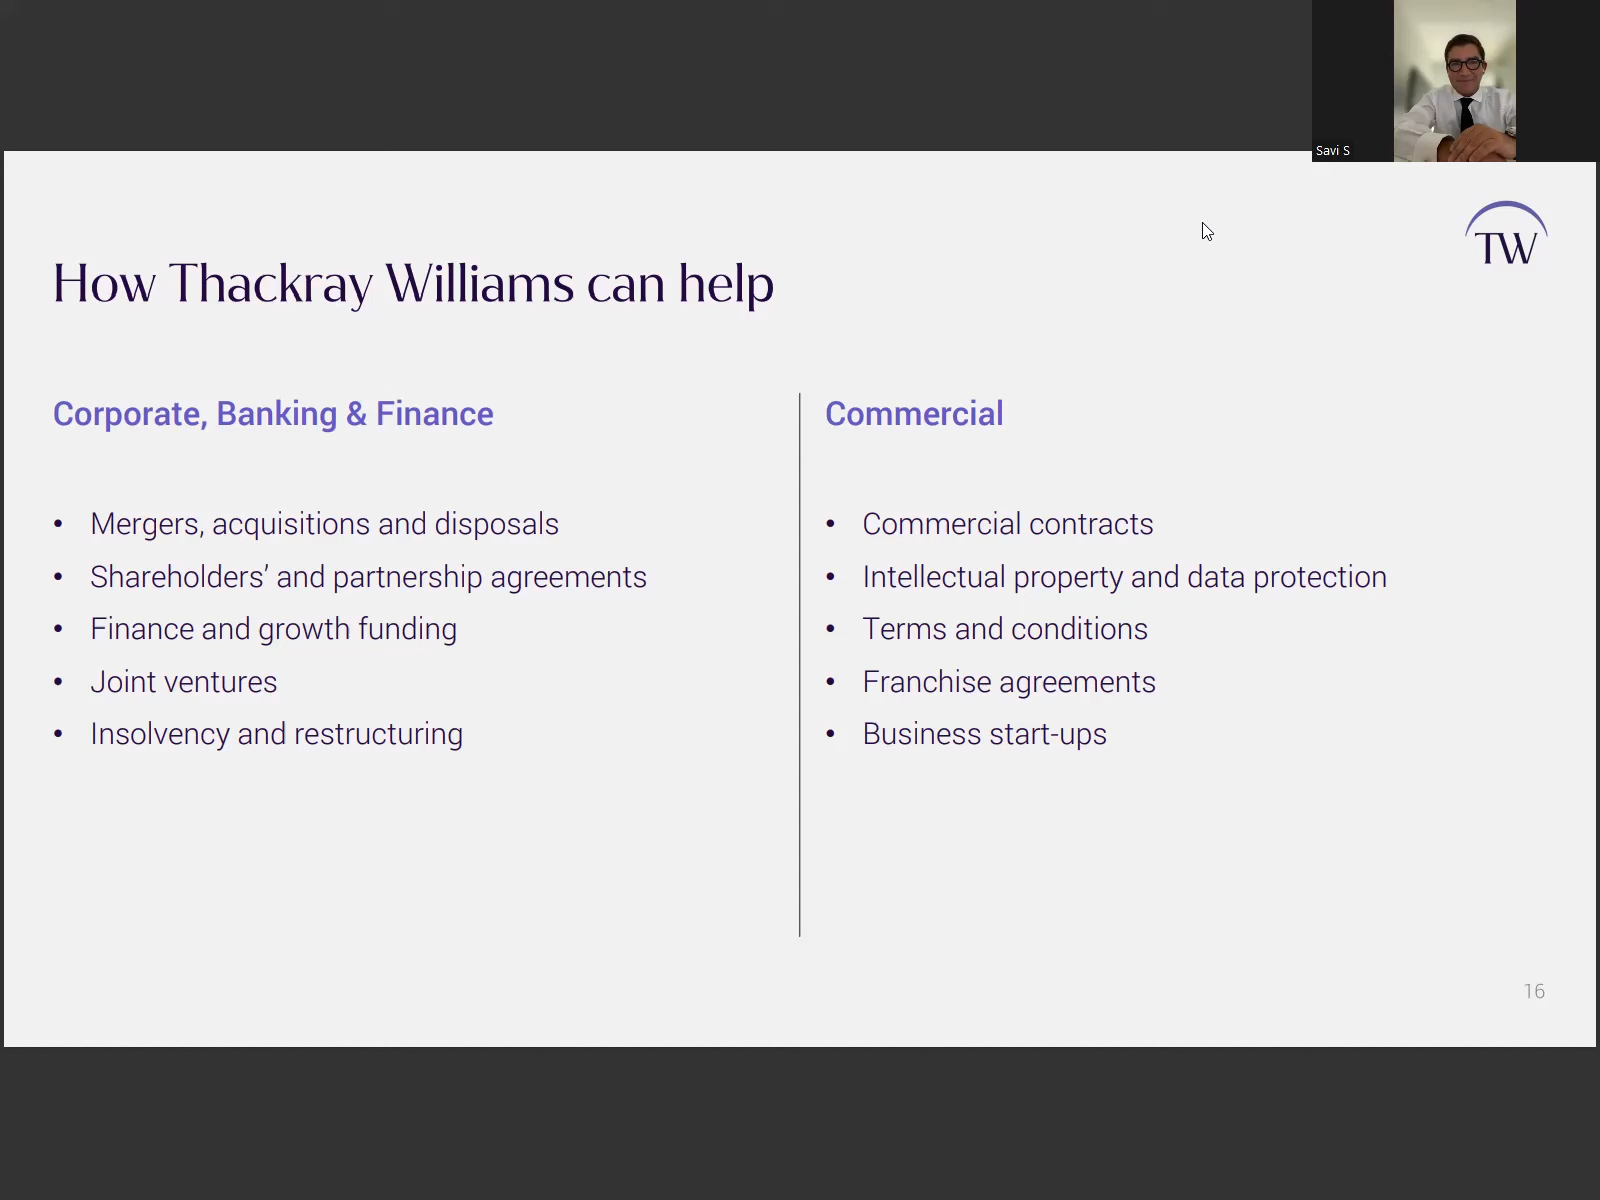 Savi S
TW
How Thackray Williams can help
Corporate, Banking & Finance
• Mergers, acquisitions and disposals
• Shareholders’ and partnership agreements
• Finance and growth funding
• Joint ventures
• Insolvency and restructuring
Commercial
• Commercial contracts
• Intellectual property and data protection
• Terms and conditions
• Franchise agreements
• Business start-ups
16